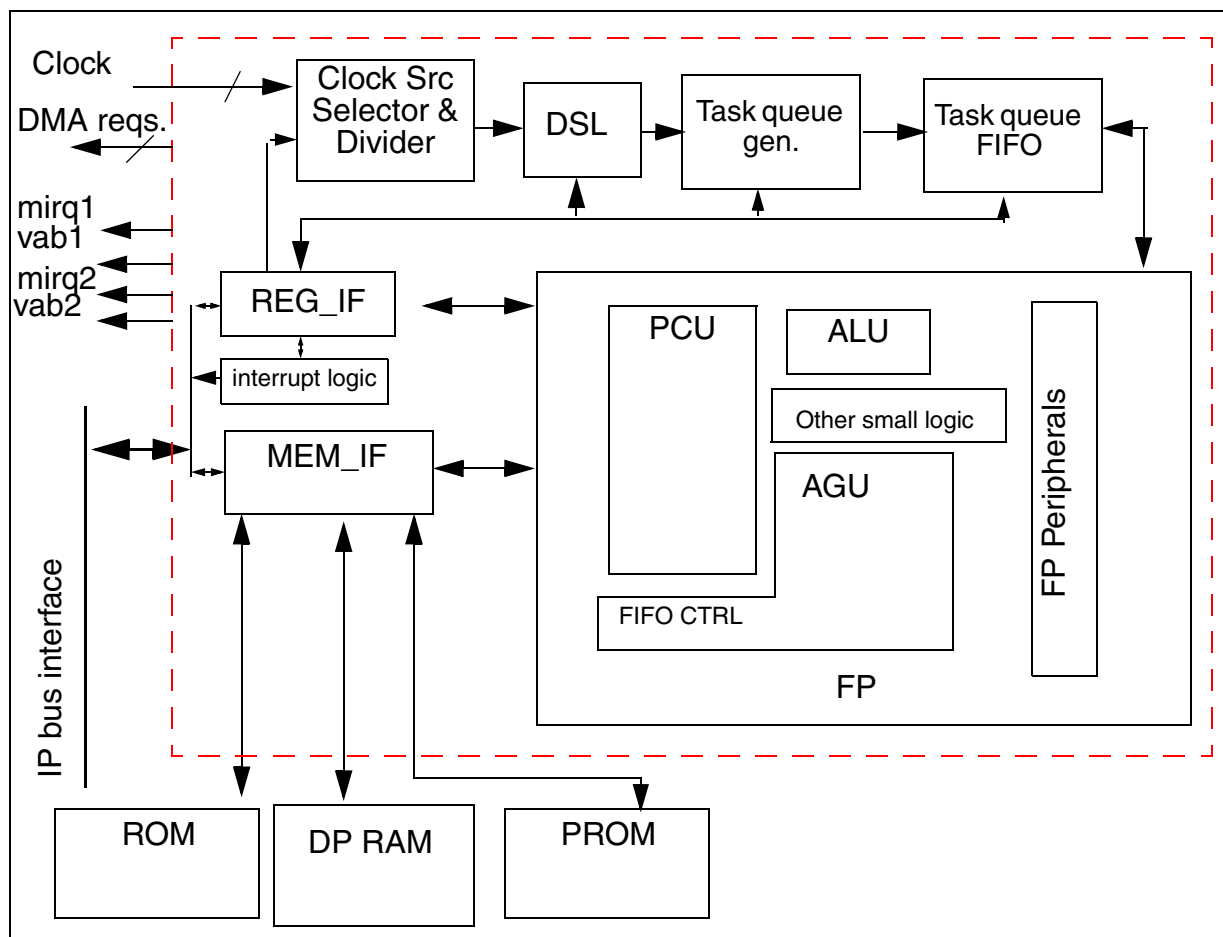 Clock
DMA reqs.
mirq1
vab1
mirq2
vab2
Clock Src
Selector &
Divider
DSL
Task queue
gen.
Task queue
FIFO
REG_IF
interrupt logic
MEM_IF
PCU
ALU
Other small logic
AGU
FIFO CTRL
FP Peripherals
FP
IP bus interface
ROM
DP RAM
PROM